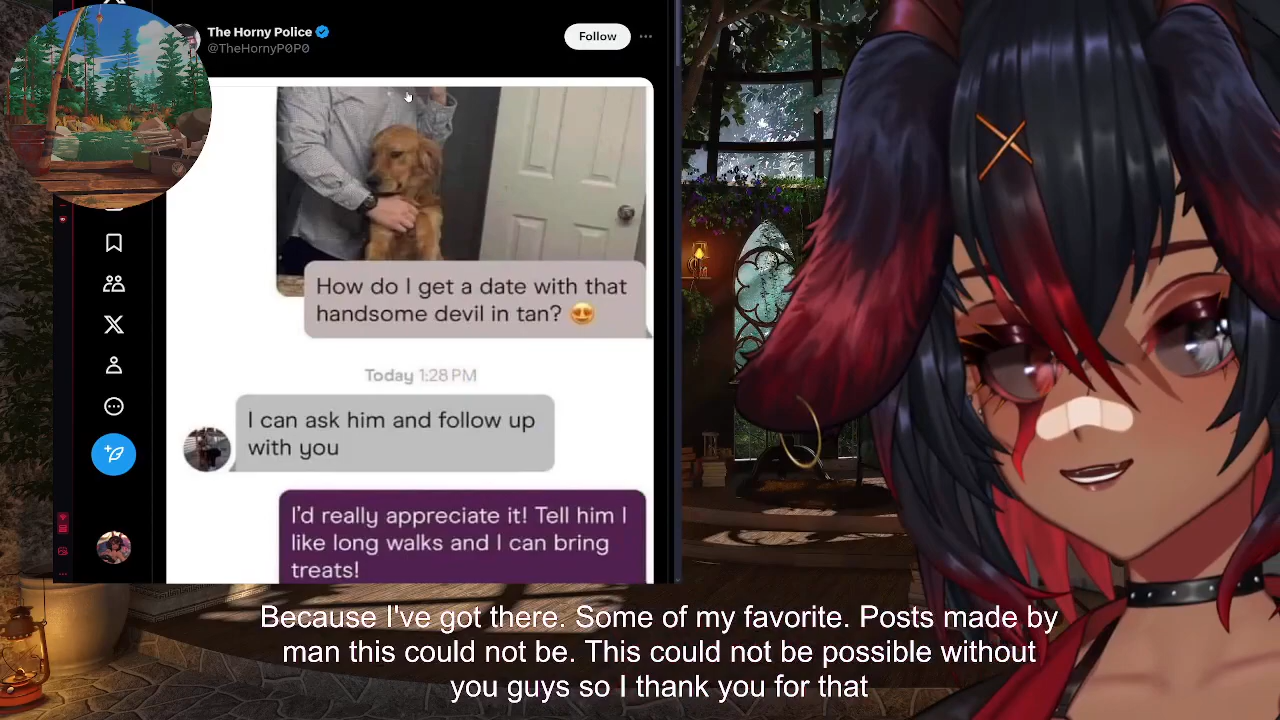 The Horny Police
@TheHornyP0P0
Follow
How do I get a date with that
handsome devil in tan? 😍
Today 1:28 PM
I can ask him and follow up
with you
I'd really appreciate it! Tell him I
like long walks and I can bring
treats!
Because I've got there. Some of my favorite. Posts made by
man this could not be. This could not be possible without
you guys so I thank you for that